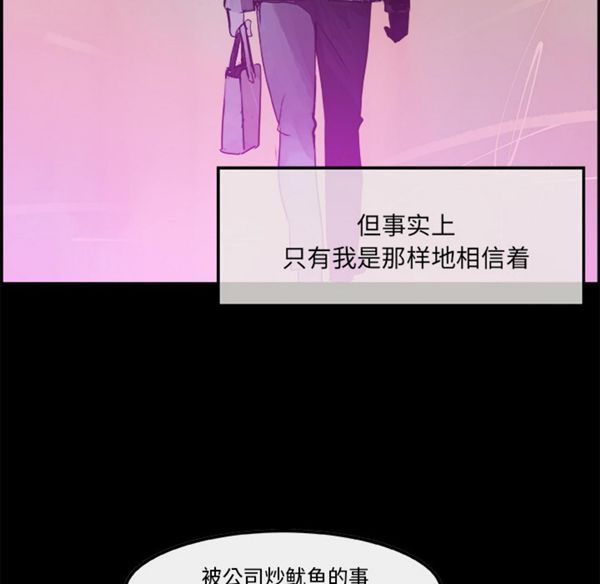 但事实上
只有我是那样地相信着
被公司炒鱿鱼的事